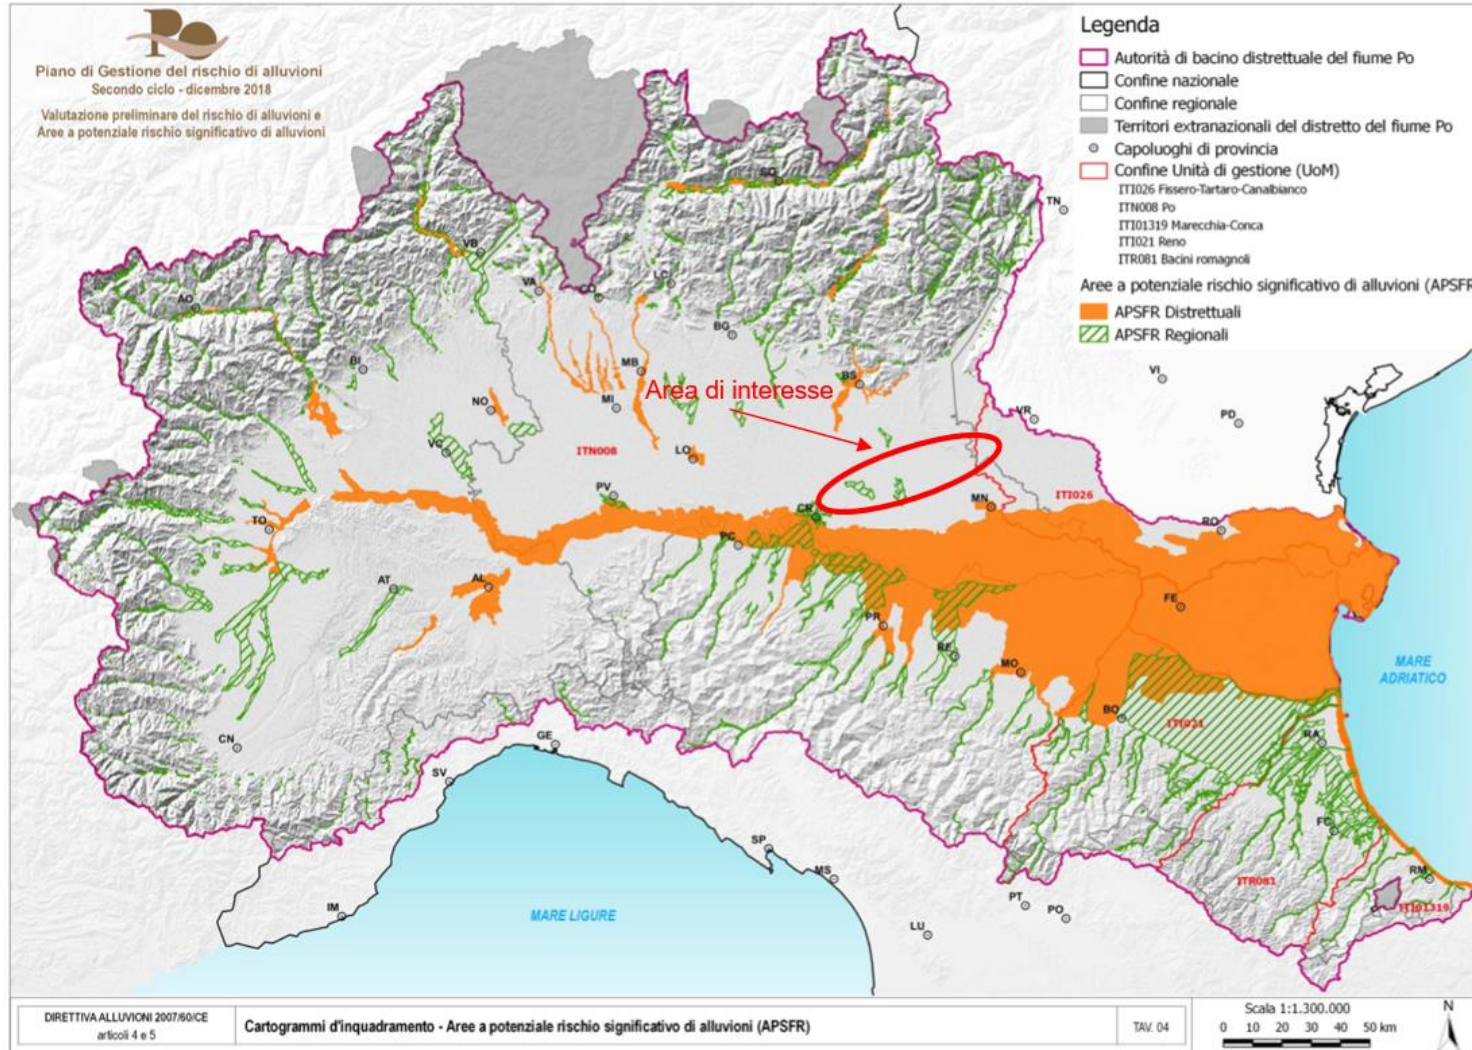 Po
Piano di Gestione del rischio di alluvioni
Secondo ciclo - dicembre 2018
Valutazione preliminare del rischio di alluvioni e
Aree a potenziale rischio significativo di alluvioni
Legenda
Autorità di bacino distrettuale del fiume Po
Confine nazionale
Confine regionale
Territori extranazionali del distretto del fiume Po
Capoluoghi di provincia
Confine Unità di gestione (UoM)
ITI026 Fissero-Tartaro-Canalbianco
ITN008 Po
ITI01319 Marecchia-Conca
ITI021 Reno
ITR081 Bacini romagnoli
Aree a potenziale rischio significativo di alluvioni (APSFR
APSFR Distrettuali
APSFR Regionali
SO
TN
VB
AO
VA
CO
LC
BG
BI
MB
BS
VI
Area di interesse
NO
MI
VR
PD
VC
ITN008
LO
PV
CR
MN
ITI026
TO
RO
PC
AT
AL
FE
PR
RE
MO
MARE
ADRIATICO
BO
ITI021
RA
CN
GE
SV
FC
SP
MS
RM
ITR081
ITI01319
IM
MARE LIGURE
PT
PO
LU
DIRETTIVA ALLUVIONI 2007/60/CE
articoli 4 e 5
Cartogrammi d'inquadramento - Aree a potenziale rischio significativo di alluvioni (APSFR)
TAV. 04
Scala 1:1.300.000
0 10 20 30 40 50 km
N